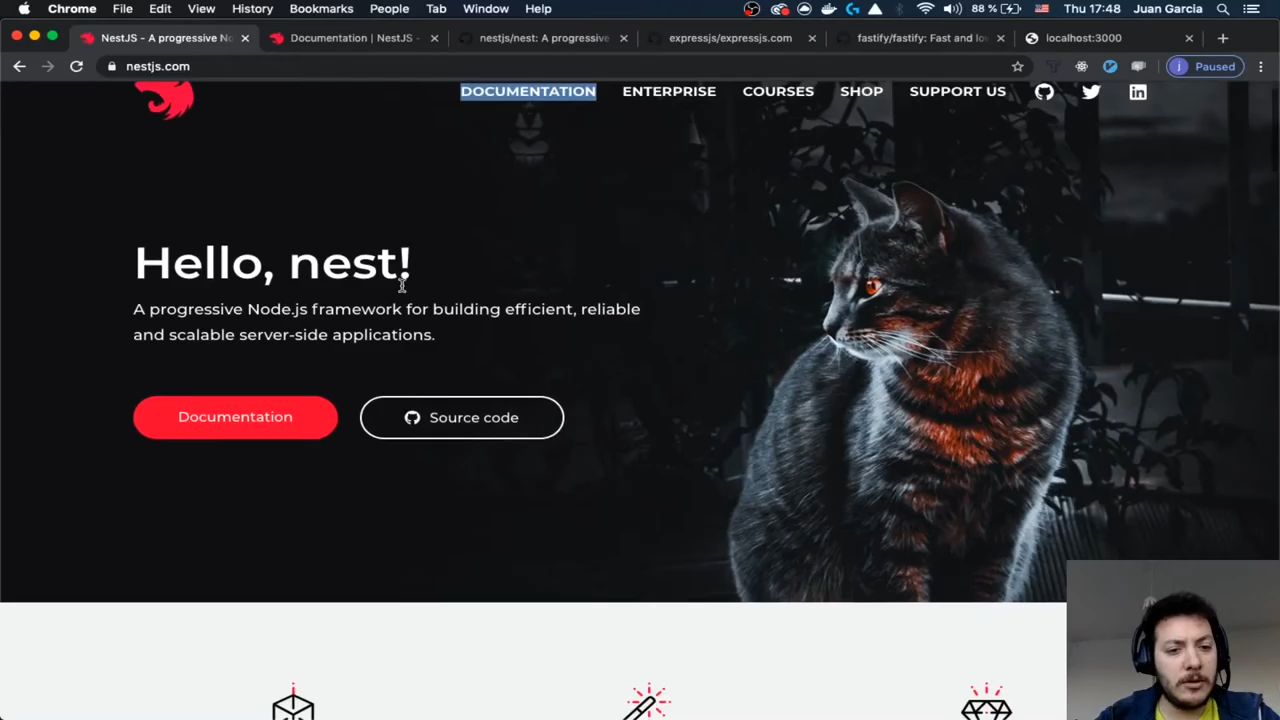 Chrome File Edit View History Bookmarks People Tab Window Help 88 % Thu 17:48 Juan Garcia
NestJS - A progressive No Documentation | NestJS - nestjs/nest: A progressive expressjs/expressjs.com fastify/fastify: Fast and lo localhost:3000
nestjs.com j Paused
DOCUMENTATION ENTERPRISE COURSES SHOP SUPPORT US
Hello, nest!
A progressive Node.js framework for building efficient, reliable
and scalable server-side applications.
Documentation Source code